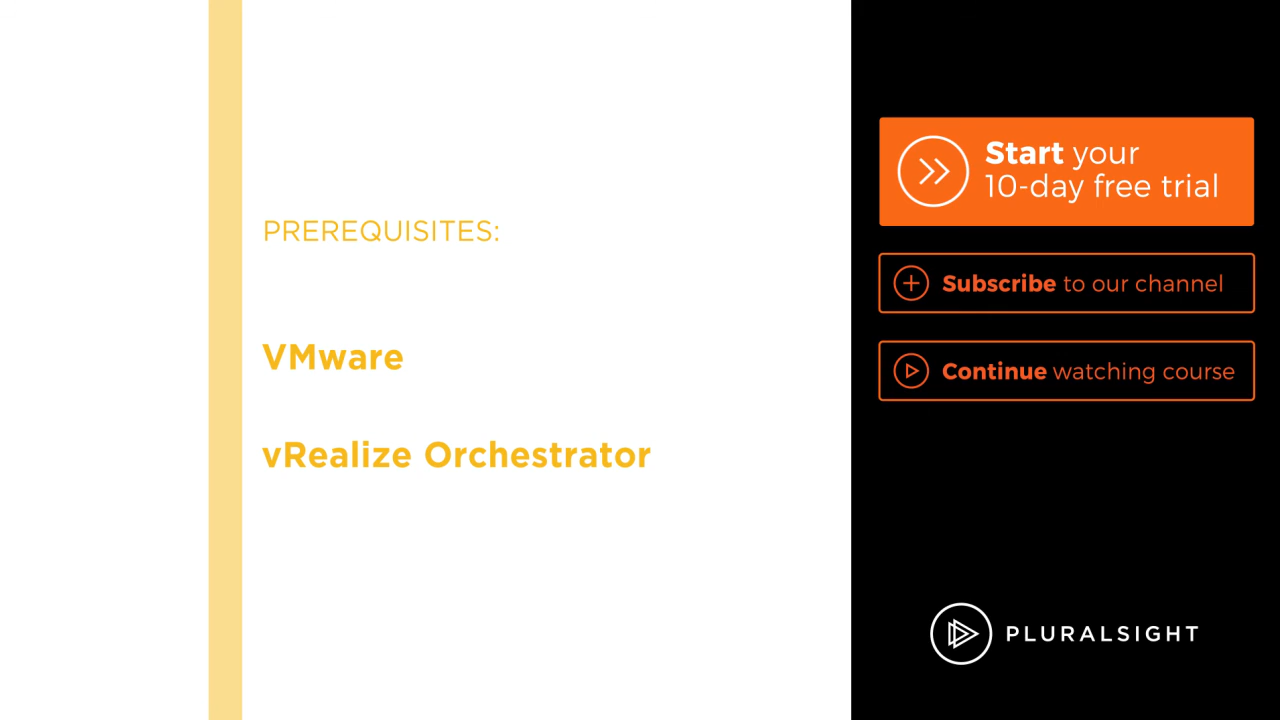 PREREQUISITES:
VMware
vRealize Orchestrator
Start your
10-day free trial
Subscribe to our channel
Continue watching course
PLURALSIGHT